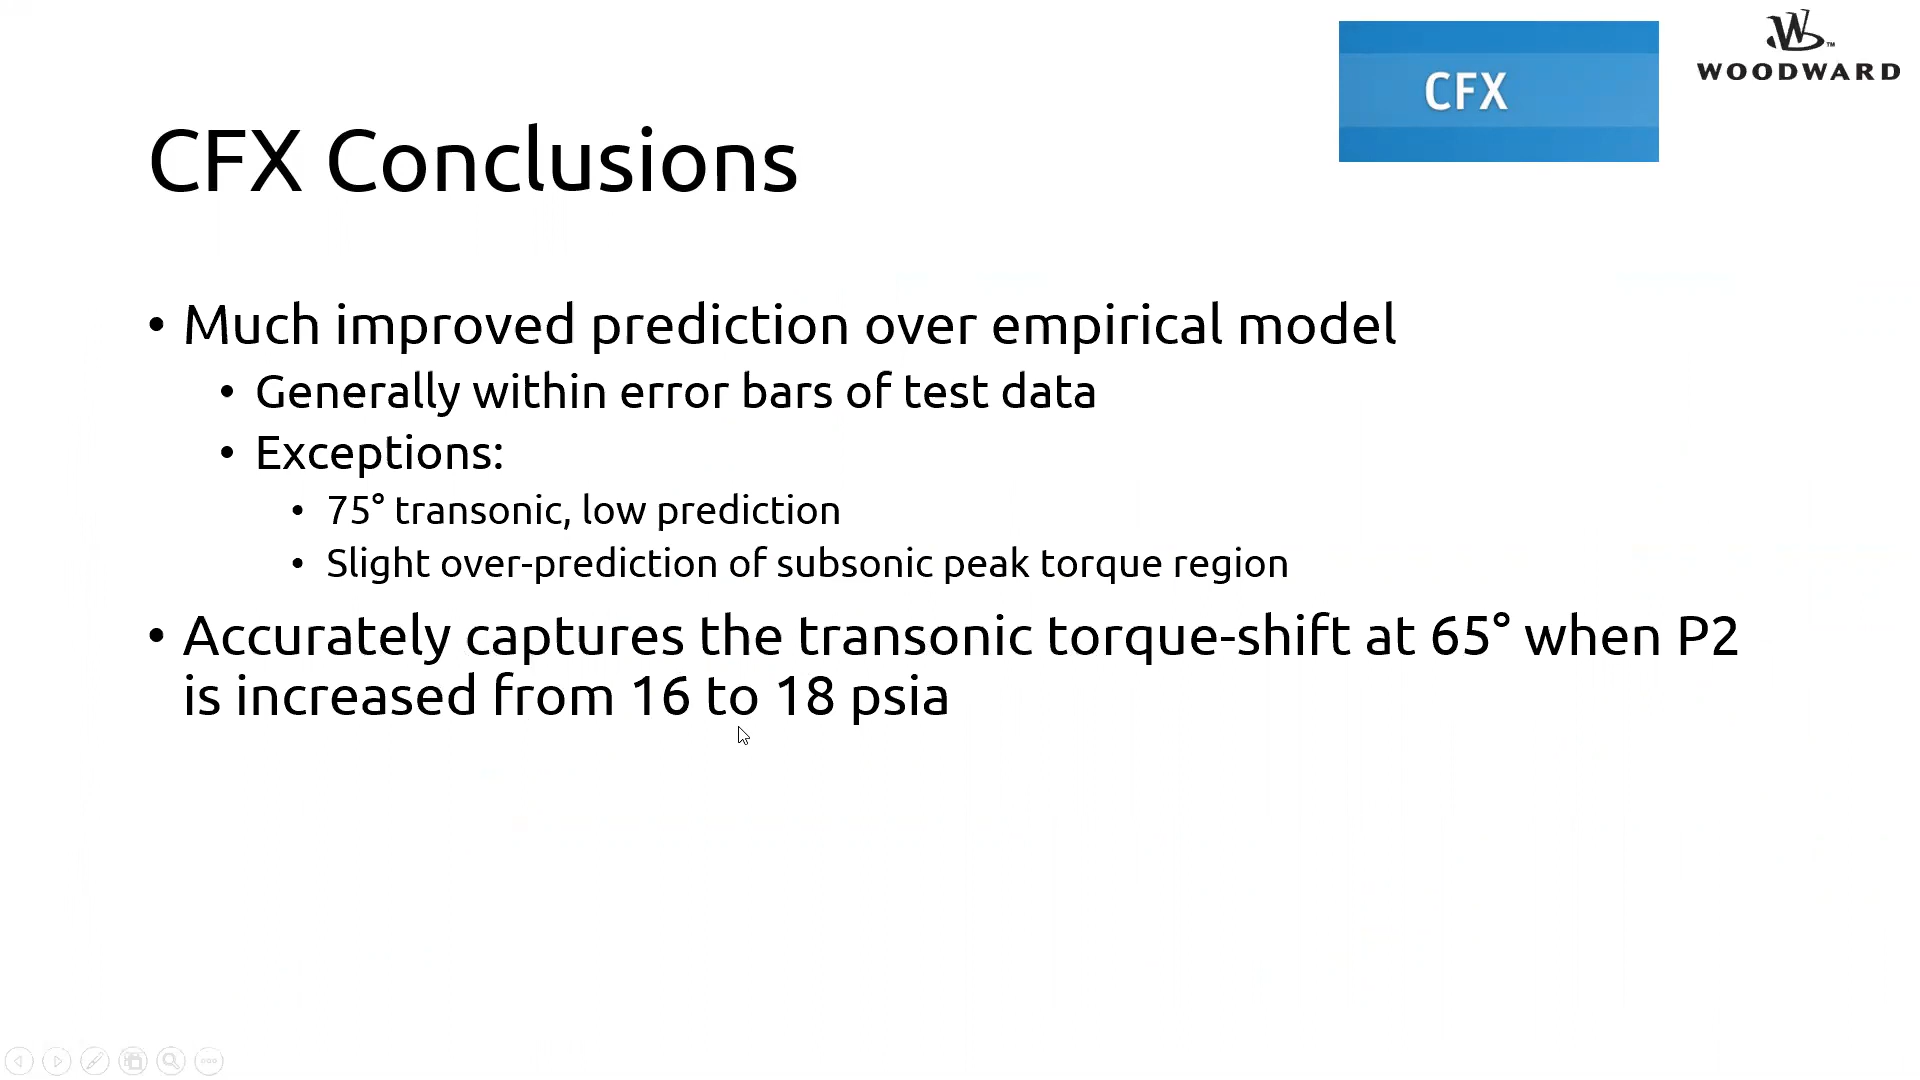 CFX
W™
WOODWARD
CFX Conclusions
• Much improved prediction over empirical model
• Generally within error bars of test data
• Exceptions:
• 75° transonic, low prediction
• Slight over-prediction of subsonic peak torque region
• Accurately captures the transonic torque-shift at 65° when P2
is increased from 16 to 18 psia